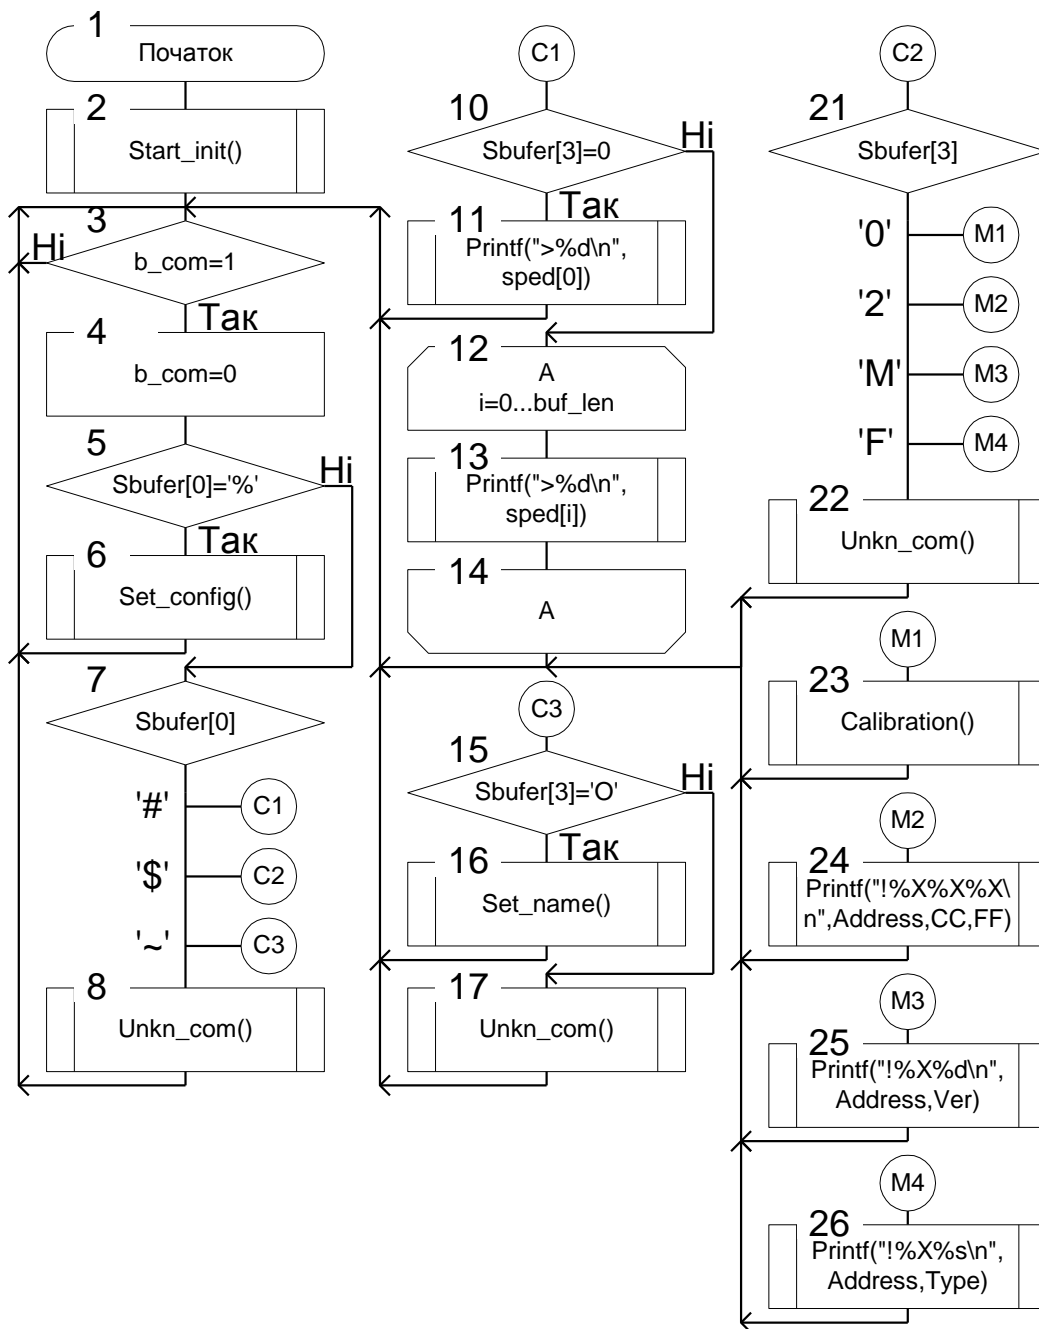 1
Початок
2
Start_init()
3
Ні
b_com=1
Так
4
b_com=0
5
Ні
Sbufer[0]='%'
Так
6
Set_config()
7
Sbufer[0]
'#'
C1
'$'
C2
'~'
C3
8
Unkn_com()
C1
10
Ні
Sbufer[3]=0
Так
11
Printf(">%d\n",
sped[0])
12
A
i=0...buf_len
13
Printf(">%d\n",
sped[i])
14
A
C3
15
Ні
Sbufer[3]='O'
Так
16
Set_name()
17
Unkn_com()
C2
21
Sbufer[3]
'0'
M1
'2'
M2
'M'
M3
'F'
M4
22
Unkn_com()
M1
23
Calibration()
M2
24
Printf("!%X%X%X\
n",Address,CC,FF)
M3
25
Printf("!%X%d\n",
Address,Ver)
M4
26
Printf("!%X%s\n",
Address,Type)